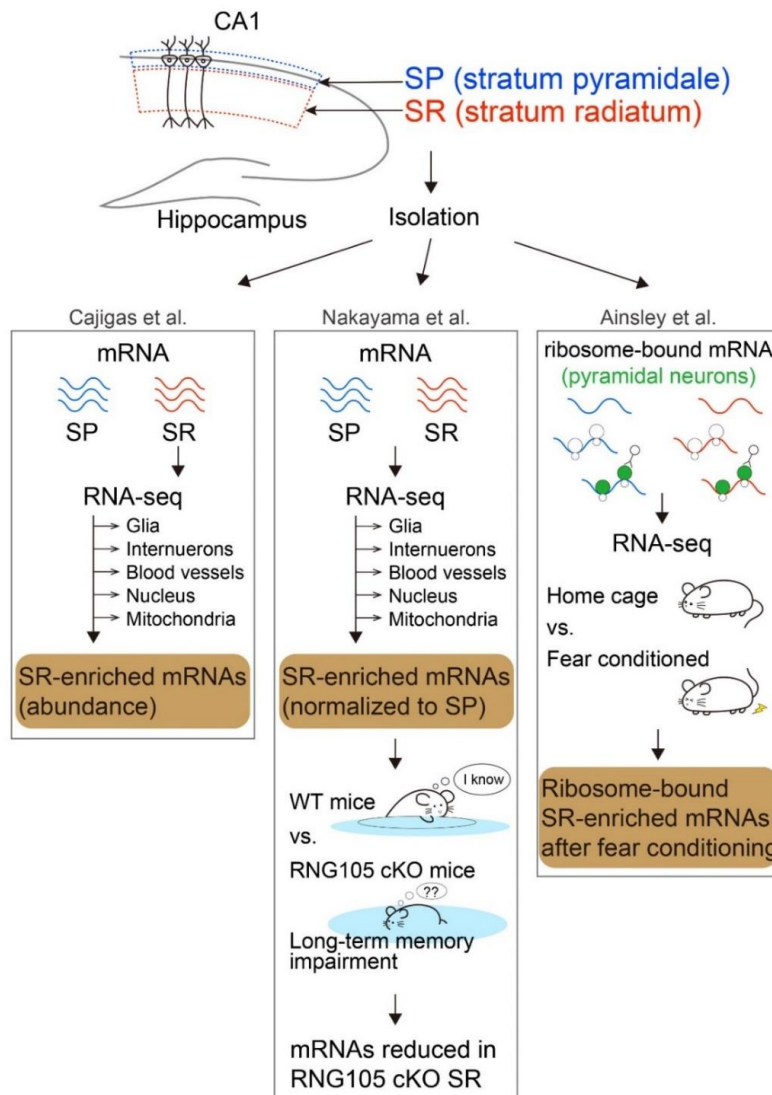 CA1
SP (stratum pyramidale)
SR (stratum radiatum)
Hippocampus
Isolation
Cajigas et al.
mRNA
SP
SR
RNA-seq
Glia
Internuerons
Blood vessels
Nucleus
Mitochondria
SR-enriched mRNAs
(abundance)
Nakayama et al.
mRNA
SP
SR
RNA-seq
Glia
Internuerons
Blood vessels
Nucleus
Mitochondria
SR-enriched mRNAs
(normalized to SP)
I know
WT mice
vs.
RNG105 cKO mice
??
Long-term memory
impairment
mRNAs reduced in
RNG105 cKO SR
Ainsley et al.
ribosome-bound mRNA
(pyramidal neurons)
RNA-seq
Home cage
vs.
Fear conditioned
Ribosome-bound
SR-enriched mRNAs
after fear conditioning